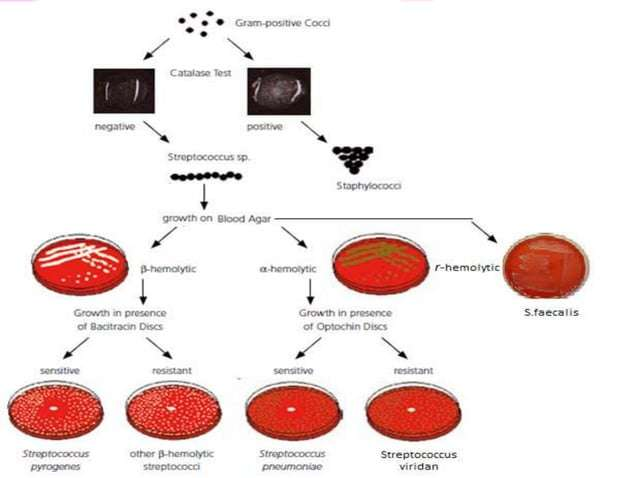 Gram-positive Cocci
Catalase Test
negative
positive
Streptococcus sp.
Staphylococci
growth on Blood Agar
β-hemolytic
α-hemolytic
r-hemolytic
S.faecalis
Growth in presence
of Bacitracin Discs
Growth in presence
of Optochin Discs
sensitive
resistant
sensitive
resistant
Streptococcus
pyrogenes
other β-hemolytic
streptococci
Streptococcus
pneumoniae
Streptococcus
viridan